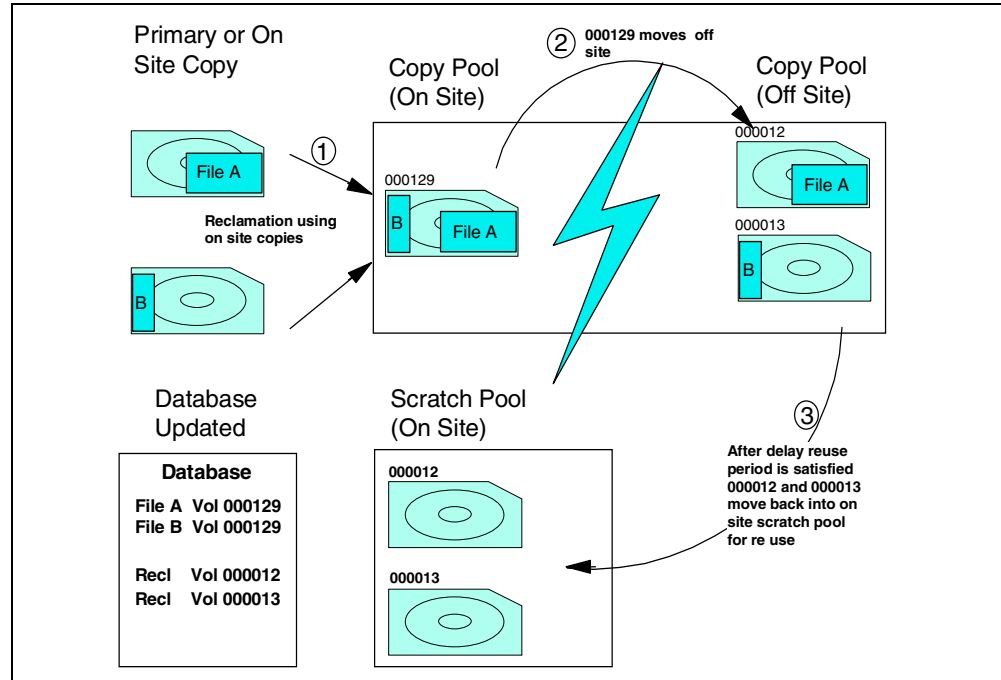 Primary or On
Site Copy
File A
B
1
Reclamation using
on site copies
Copy Pool
(On Site)
000129
B
File A
2
000129 moves off
site
Copy Pool
(Off Site)
000012
File A
000013
B
3
After delay reuse
period is satisfied
000012 and 000013
move back into on
site scratch pool
for re use
Database
Updated
Database
File A Vol 000129
File B Vol 000129
Recl Vol 000012
Recl Vol 000013
Scratch Pool
(On Site)
000012
000013